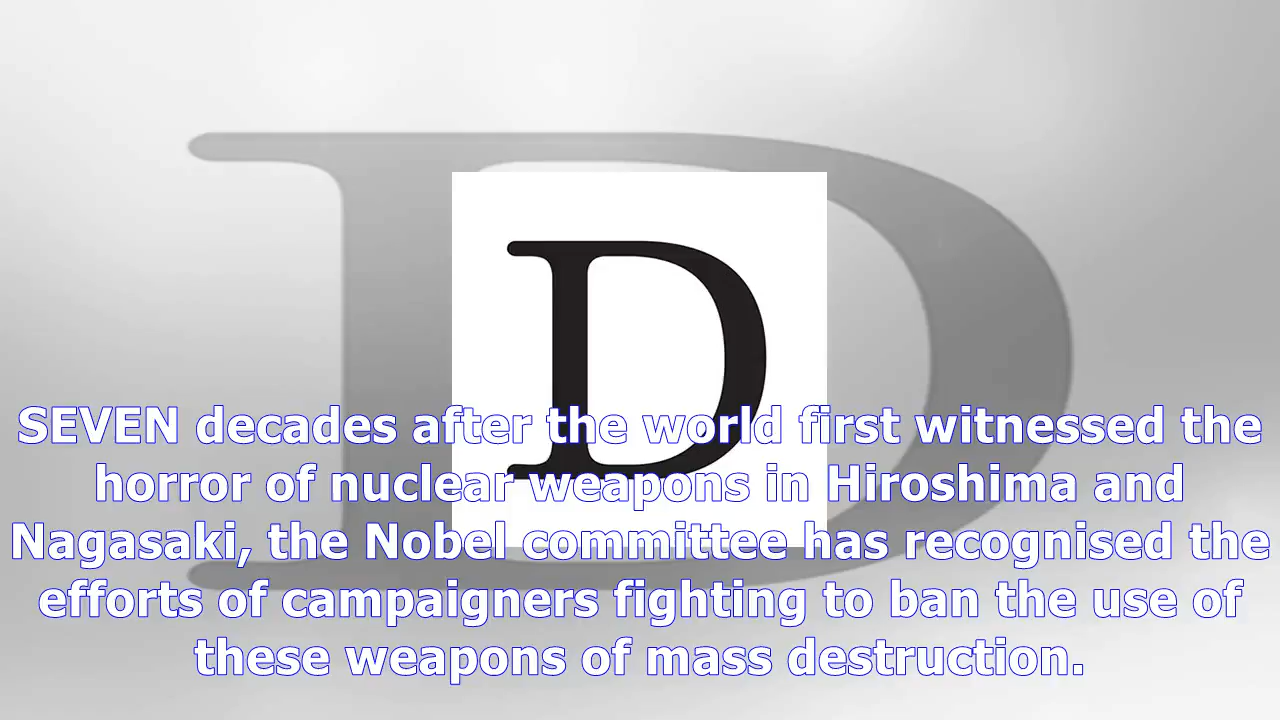 D
SEVEN decades after the world first witnessed the
horror of nuclear weapons in Hiroshima and
Nagasaki, the Nobel committee has recognised the
efforts of campaigners fighting to ban the use of
these weapons of mass destruction.